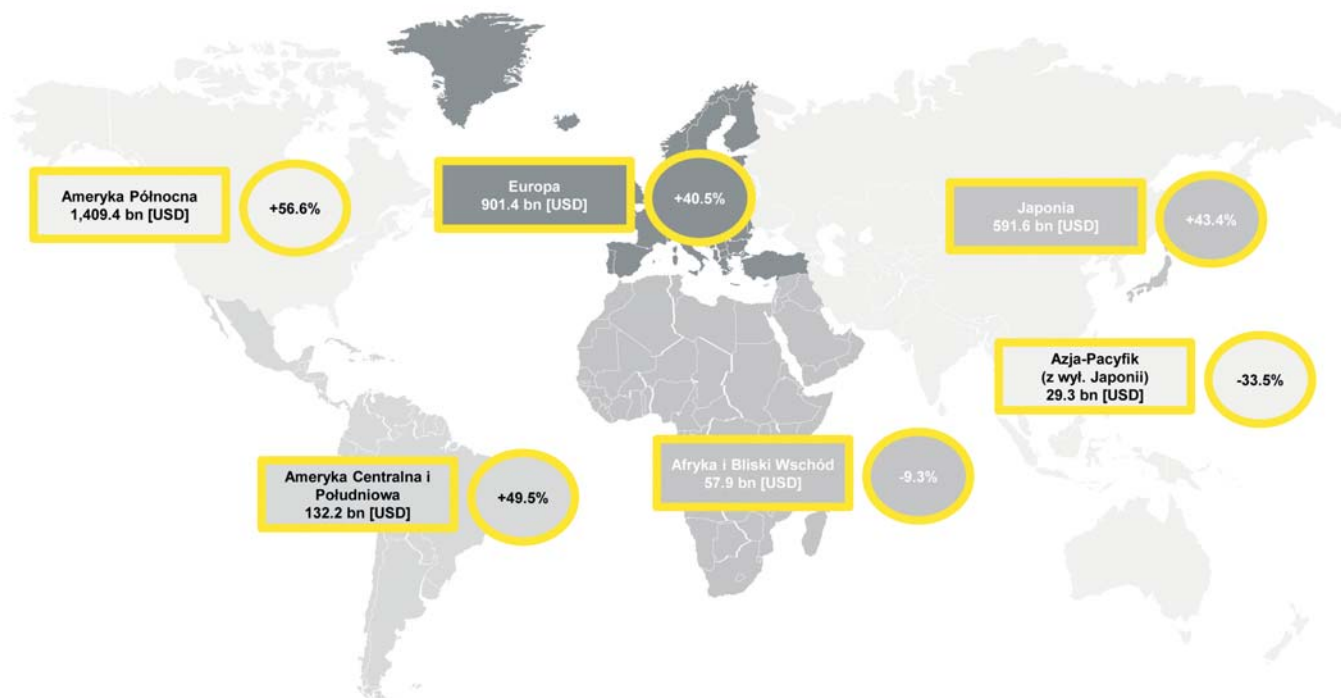 Ameryka Północna
1,409.4 bn [USD]
+56.6%
Europa
901.4 bn [USD]
+40.5%
Japonia
591.6 bn [USD]
+43.4%
Azja-Pacyfik
(z wył. Japonii)
29.3 bn [USD]
-33.5%
Ameryka Centralna i
Południowa
132.2 bn [USD]
+49.5%
Afryka i Bliski Wschód
57.9 bn [USD]
-9.3%